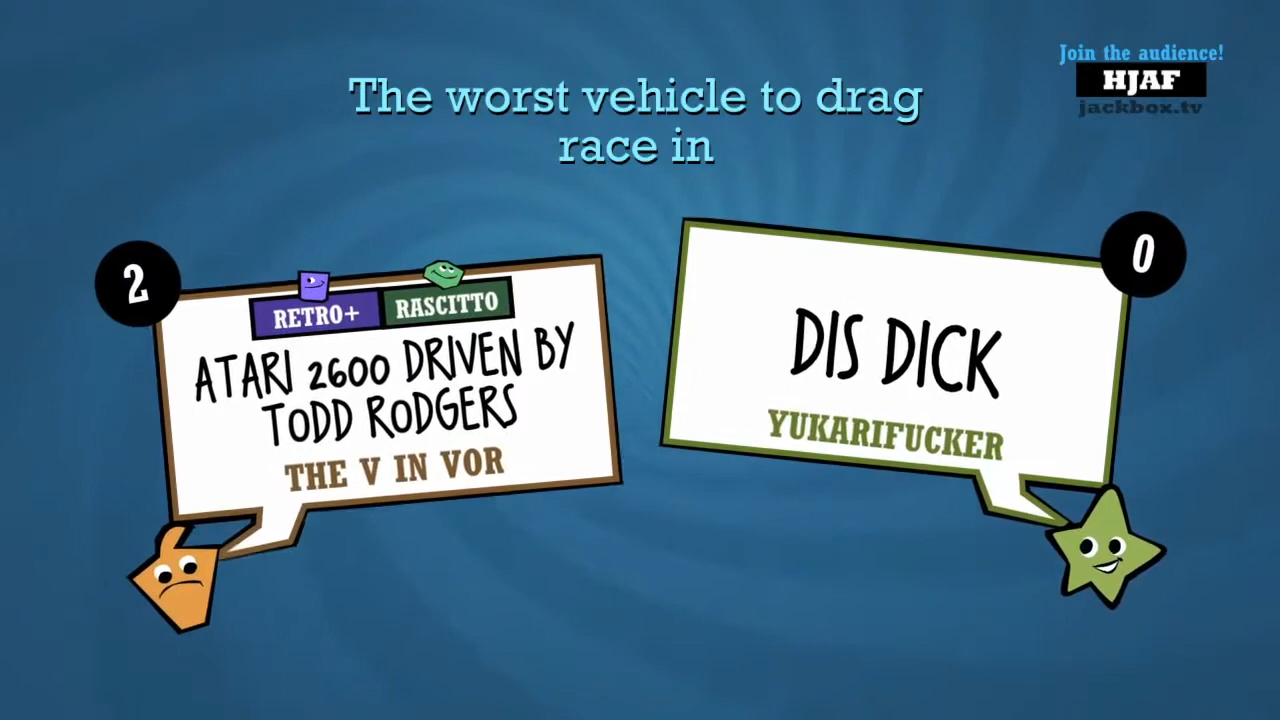 Join the audience!
HJAF
jackbox.tv
The worst vehicle to drag
race in
2
RETRO+
RASCITTO
ATARI 2600 DRIVEN BY
TODD RODGERS
THE V IN VOR
0
DIS DICK
YUKARIFUCKER